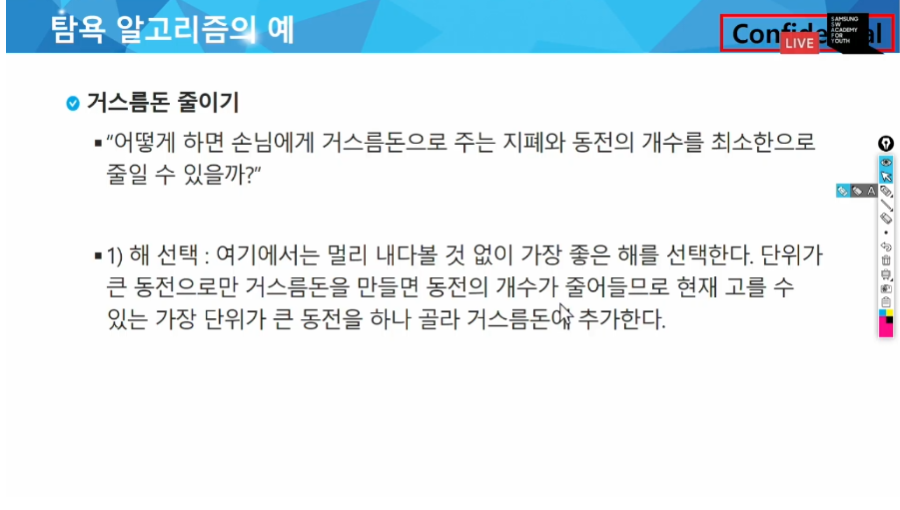 탐욕 알고리즘의 예
LIVE
SAMSUNG
SW
ACADEMY
FOR
YOUTH
거스름돈 줄이기
▪“어떻게 하면 손님에게 거스름돈으로 주는 지폐와 동전의 개수를 최소한으로
줄일 수 있을까?”
▪1) 해 선택 : 여기에서는 멀리 내다볼 것 없이 가장 좋은 해를 선택한다. 단위가
큰 동전으로만 거스름돈을 만들면 동전의 개수가 줄어들므로 현재 고를 수
있는 가장 단위가 큰 동전을 하나 골라 거스름돈에 추가한다.
A